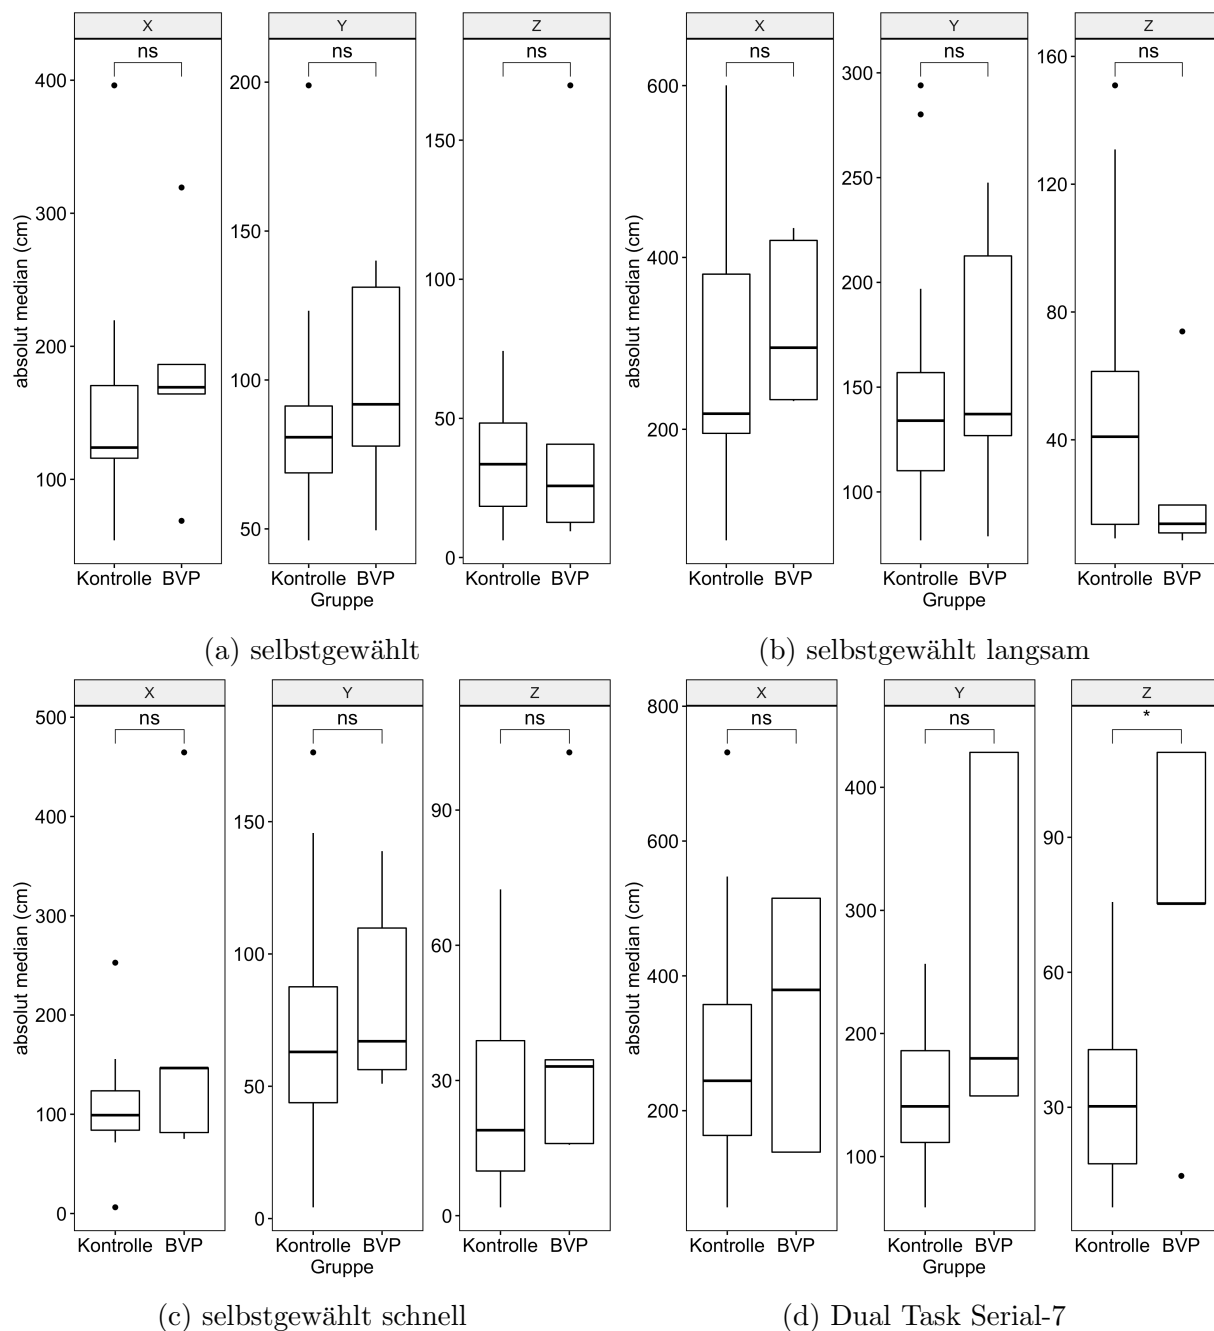 X Y Z
ns ns ns
400
300
200
100
200
150
100
50
150
100
50
0
absolut median (cm)
Kontrolle BVP Kontrolle BVP Kontrolle BVP
Gruppe
(a) selbstgewählt
X Y Z
ns ns ns
600
400
200
300
250
200
150
100
160
120
80
40
absolut median (cm)
Kontrolle BVP Kontrolle BVP Kontrolle BVP
Gruppe
(b) selbstgewählt langsam
X Y Z
ns ns ns
500
400
300
200
100
0
150
100
50
0
90
60
30
0
absolut median (cm)
Kontrolle BVP Kontrolle BVP Kontrolle BVP
Gruppe
(c) selbstgewählt schnell
X Y Z
ns ns *
800
600
400
200
400
300
200
100
90
60
30
absolut median (cm)
Kontrolle BVP Kontrolle BVP Kontrolle BVP
Gruppe
(d) Dual Task Serial-7